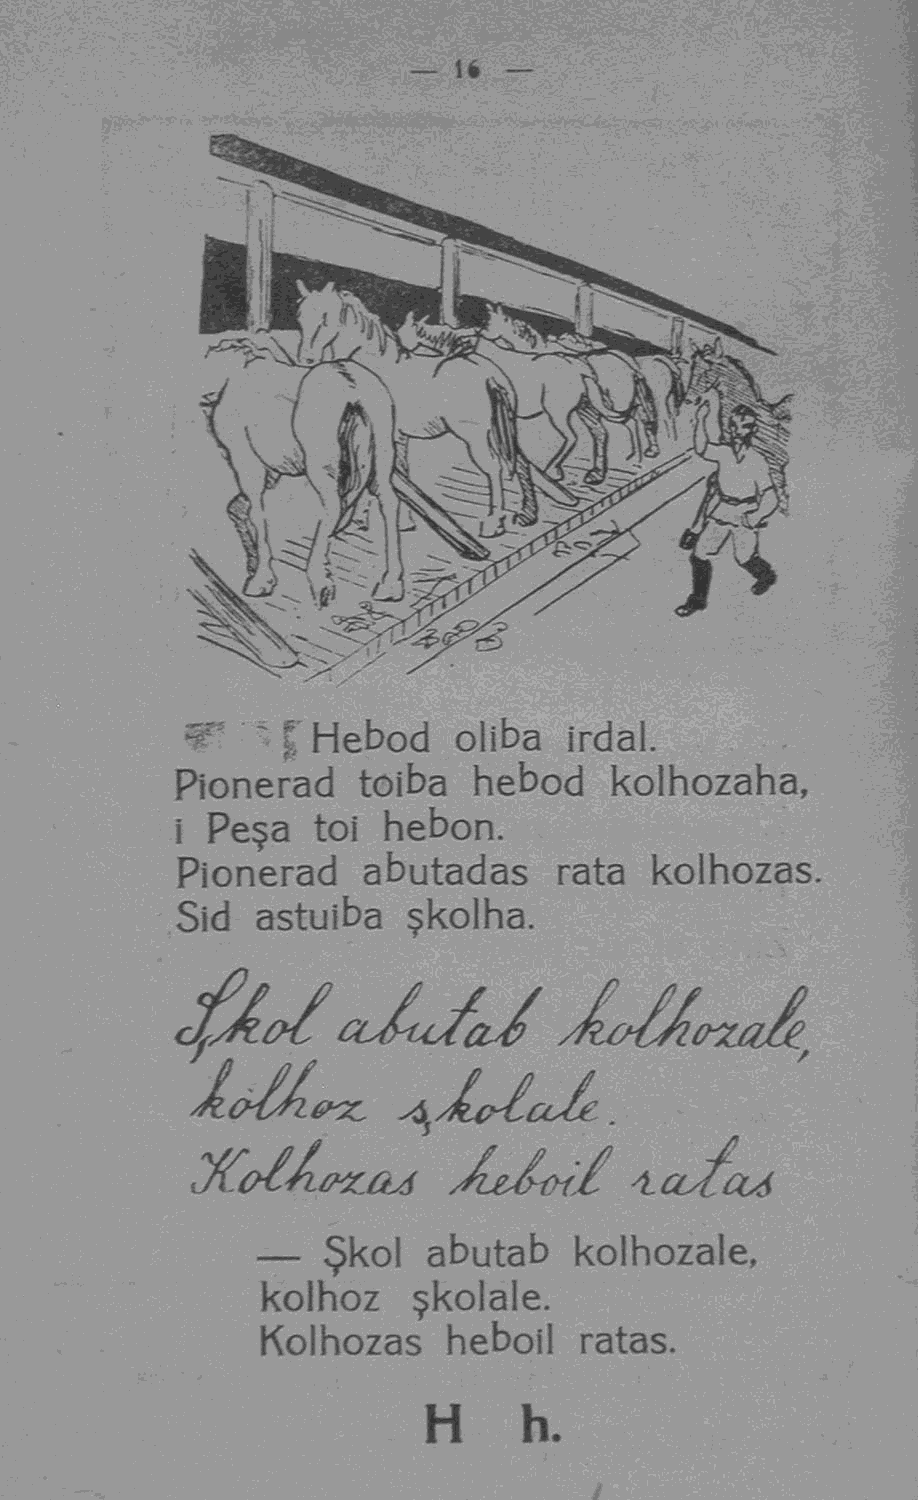 — 16 —
Hebod oliba irdal.
Pionerad toiba hebod kolhozaha,
i Peşa toi hebon.
Pionerad abutadas rata kolhozas.
Sid astuiba şkolha.
Şkol abutab kolhozale,
kolhoz şkolale.
Kolhozas heboil ratas
— Şkol abutab kolhozale,
kolhoz şkolale.
Kolhozas heboil ratas.
H h.